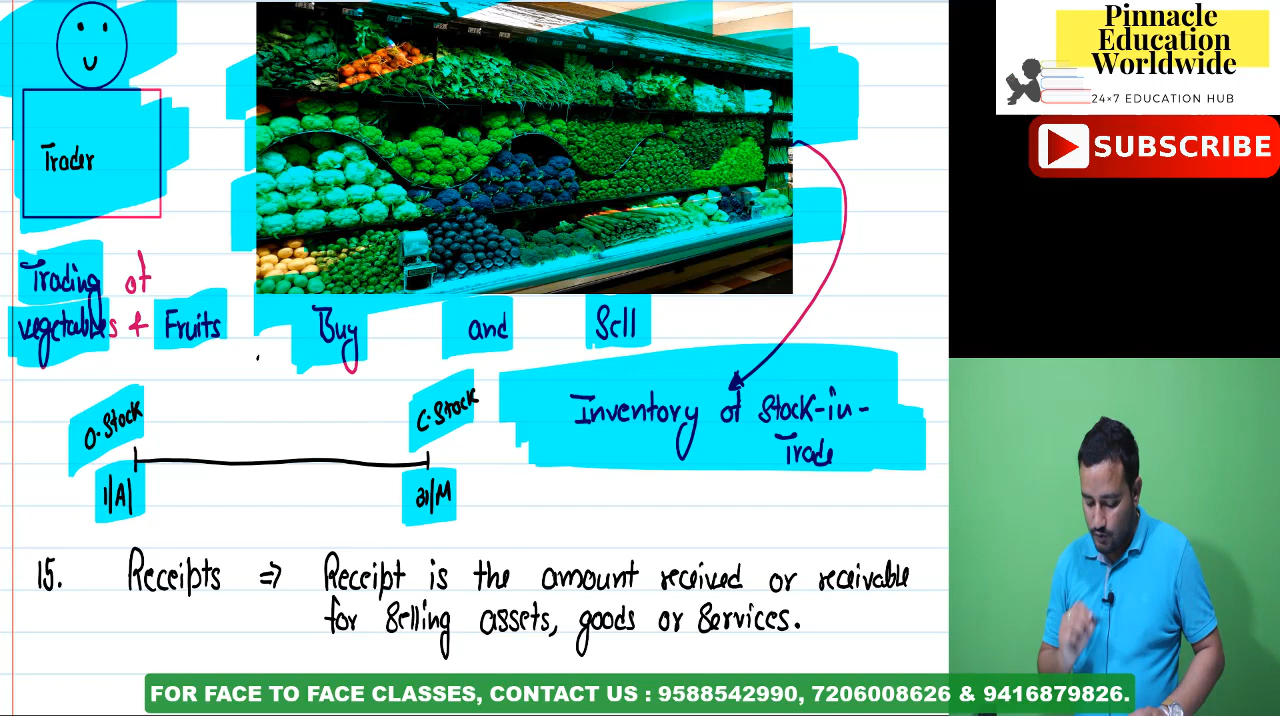 Pinnacle
Education
Worldwide
24×7 EDUCATION HUB
SUBSCRIBE
Trader
Trading of
vegetables & Fruits
Buy and Sell
O.Stock
C.Stock
1/A/
31/M
Inventory of Stock-in-
Trade
15. Receipts ⇒ Receipt is the amount received or receivable
for Selling assets, goods or Services.
FOR FACE TO FACE CLASSES, CONTACT US : 9588542990, 7206008626 & 9416879826.